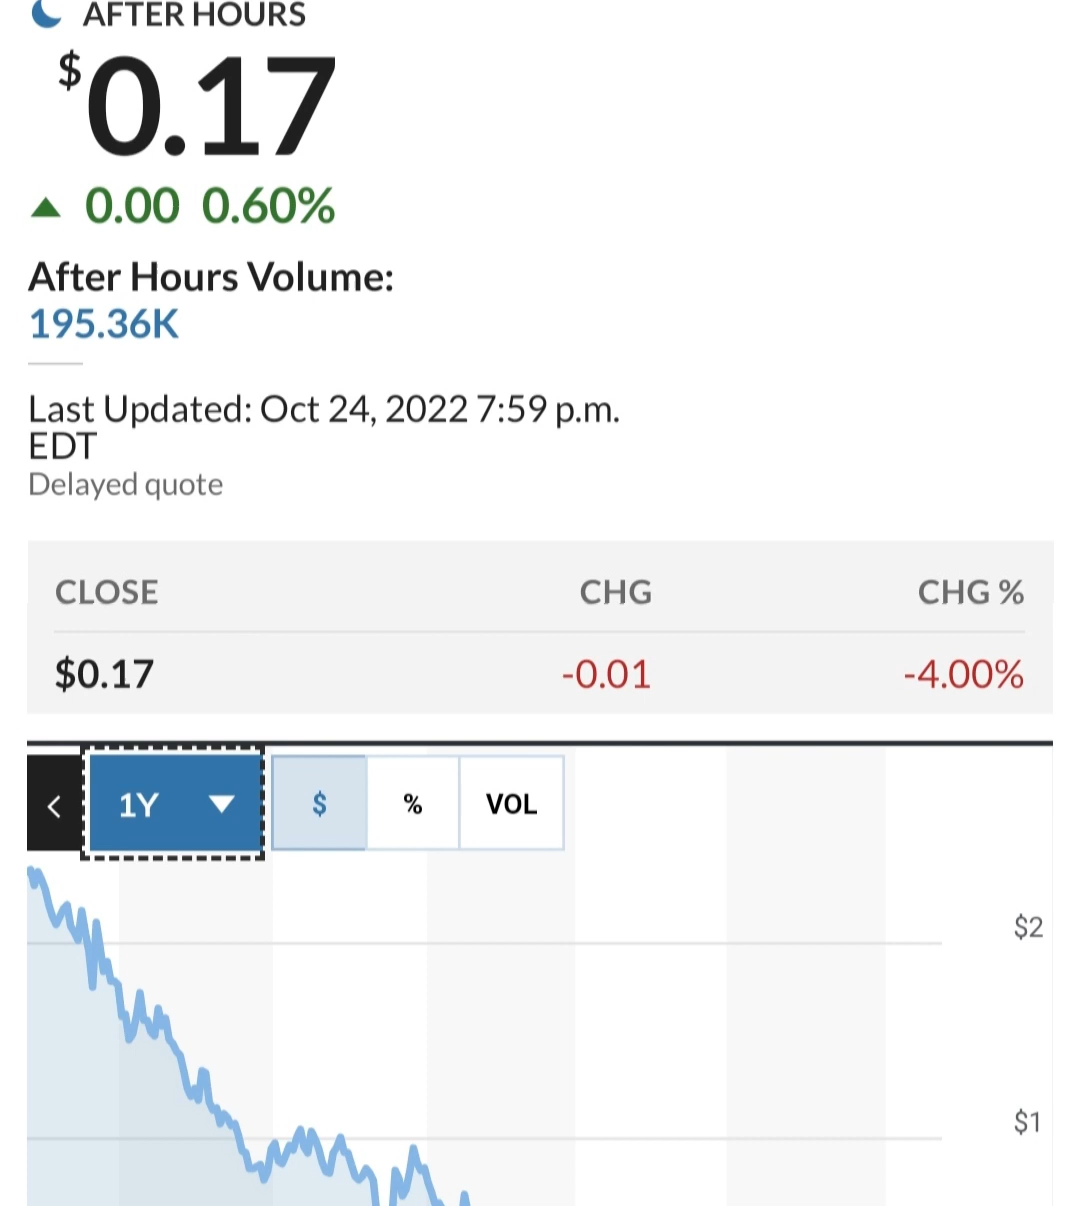 AFTER HOURS
$0.17
0.00 0.60%
After Hours Volume:
195.36K
Last Updated: Oct 24, 2022 7:59 p.m.
EDT
Delayed quote
CLOSE CHG CHG %
$0.17 -0.01 -4.00%
1Y $ % VOL
$2
$1